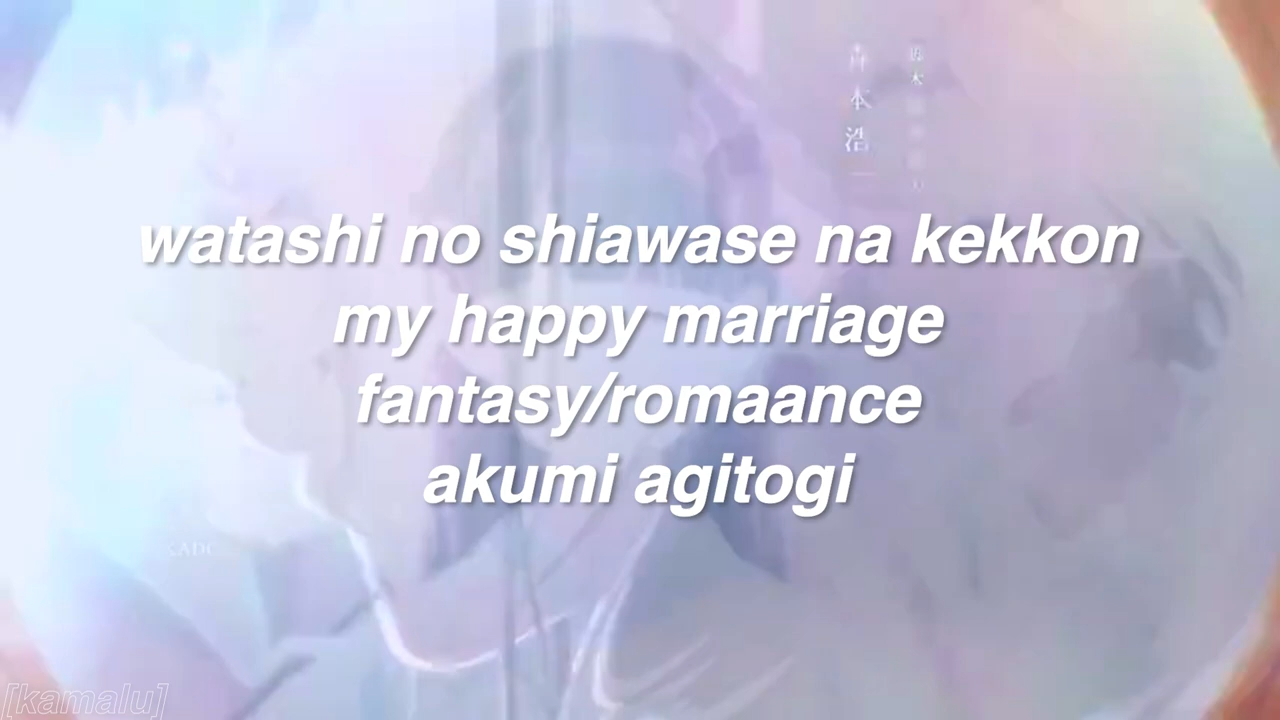 watashi no shiawase na kekkon
my happy marriage
fantasy/romaance
akumi agitogi
[kamalu]